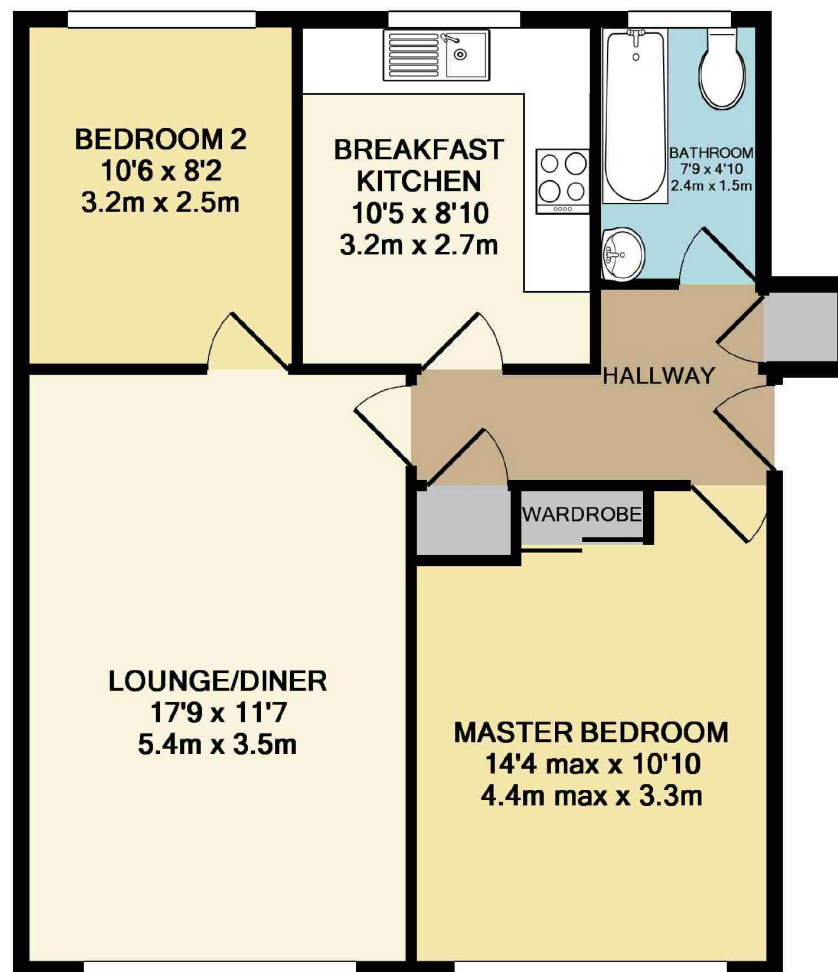 BEDROOM 2
10'6 x 8'2
3.2m x 2.5m
BREAKFAST
KITCHEN
10'5 x 8'10
3.2m x 2.7m
BATHROOM
7'9 x 4'10
2.4m x 1.5m
HALLWAY
WARDROBE
LOUNGE/DINER
17'9 x 11'7
5.4m x 3.5m
MASTER BEDROOM
14'4 max x 10'10
4.4m max x 3.3m